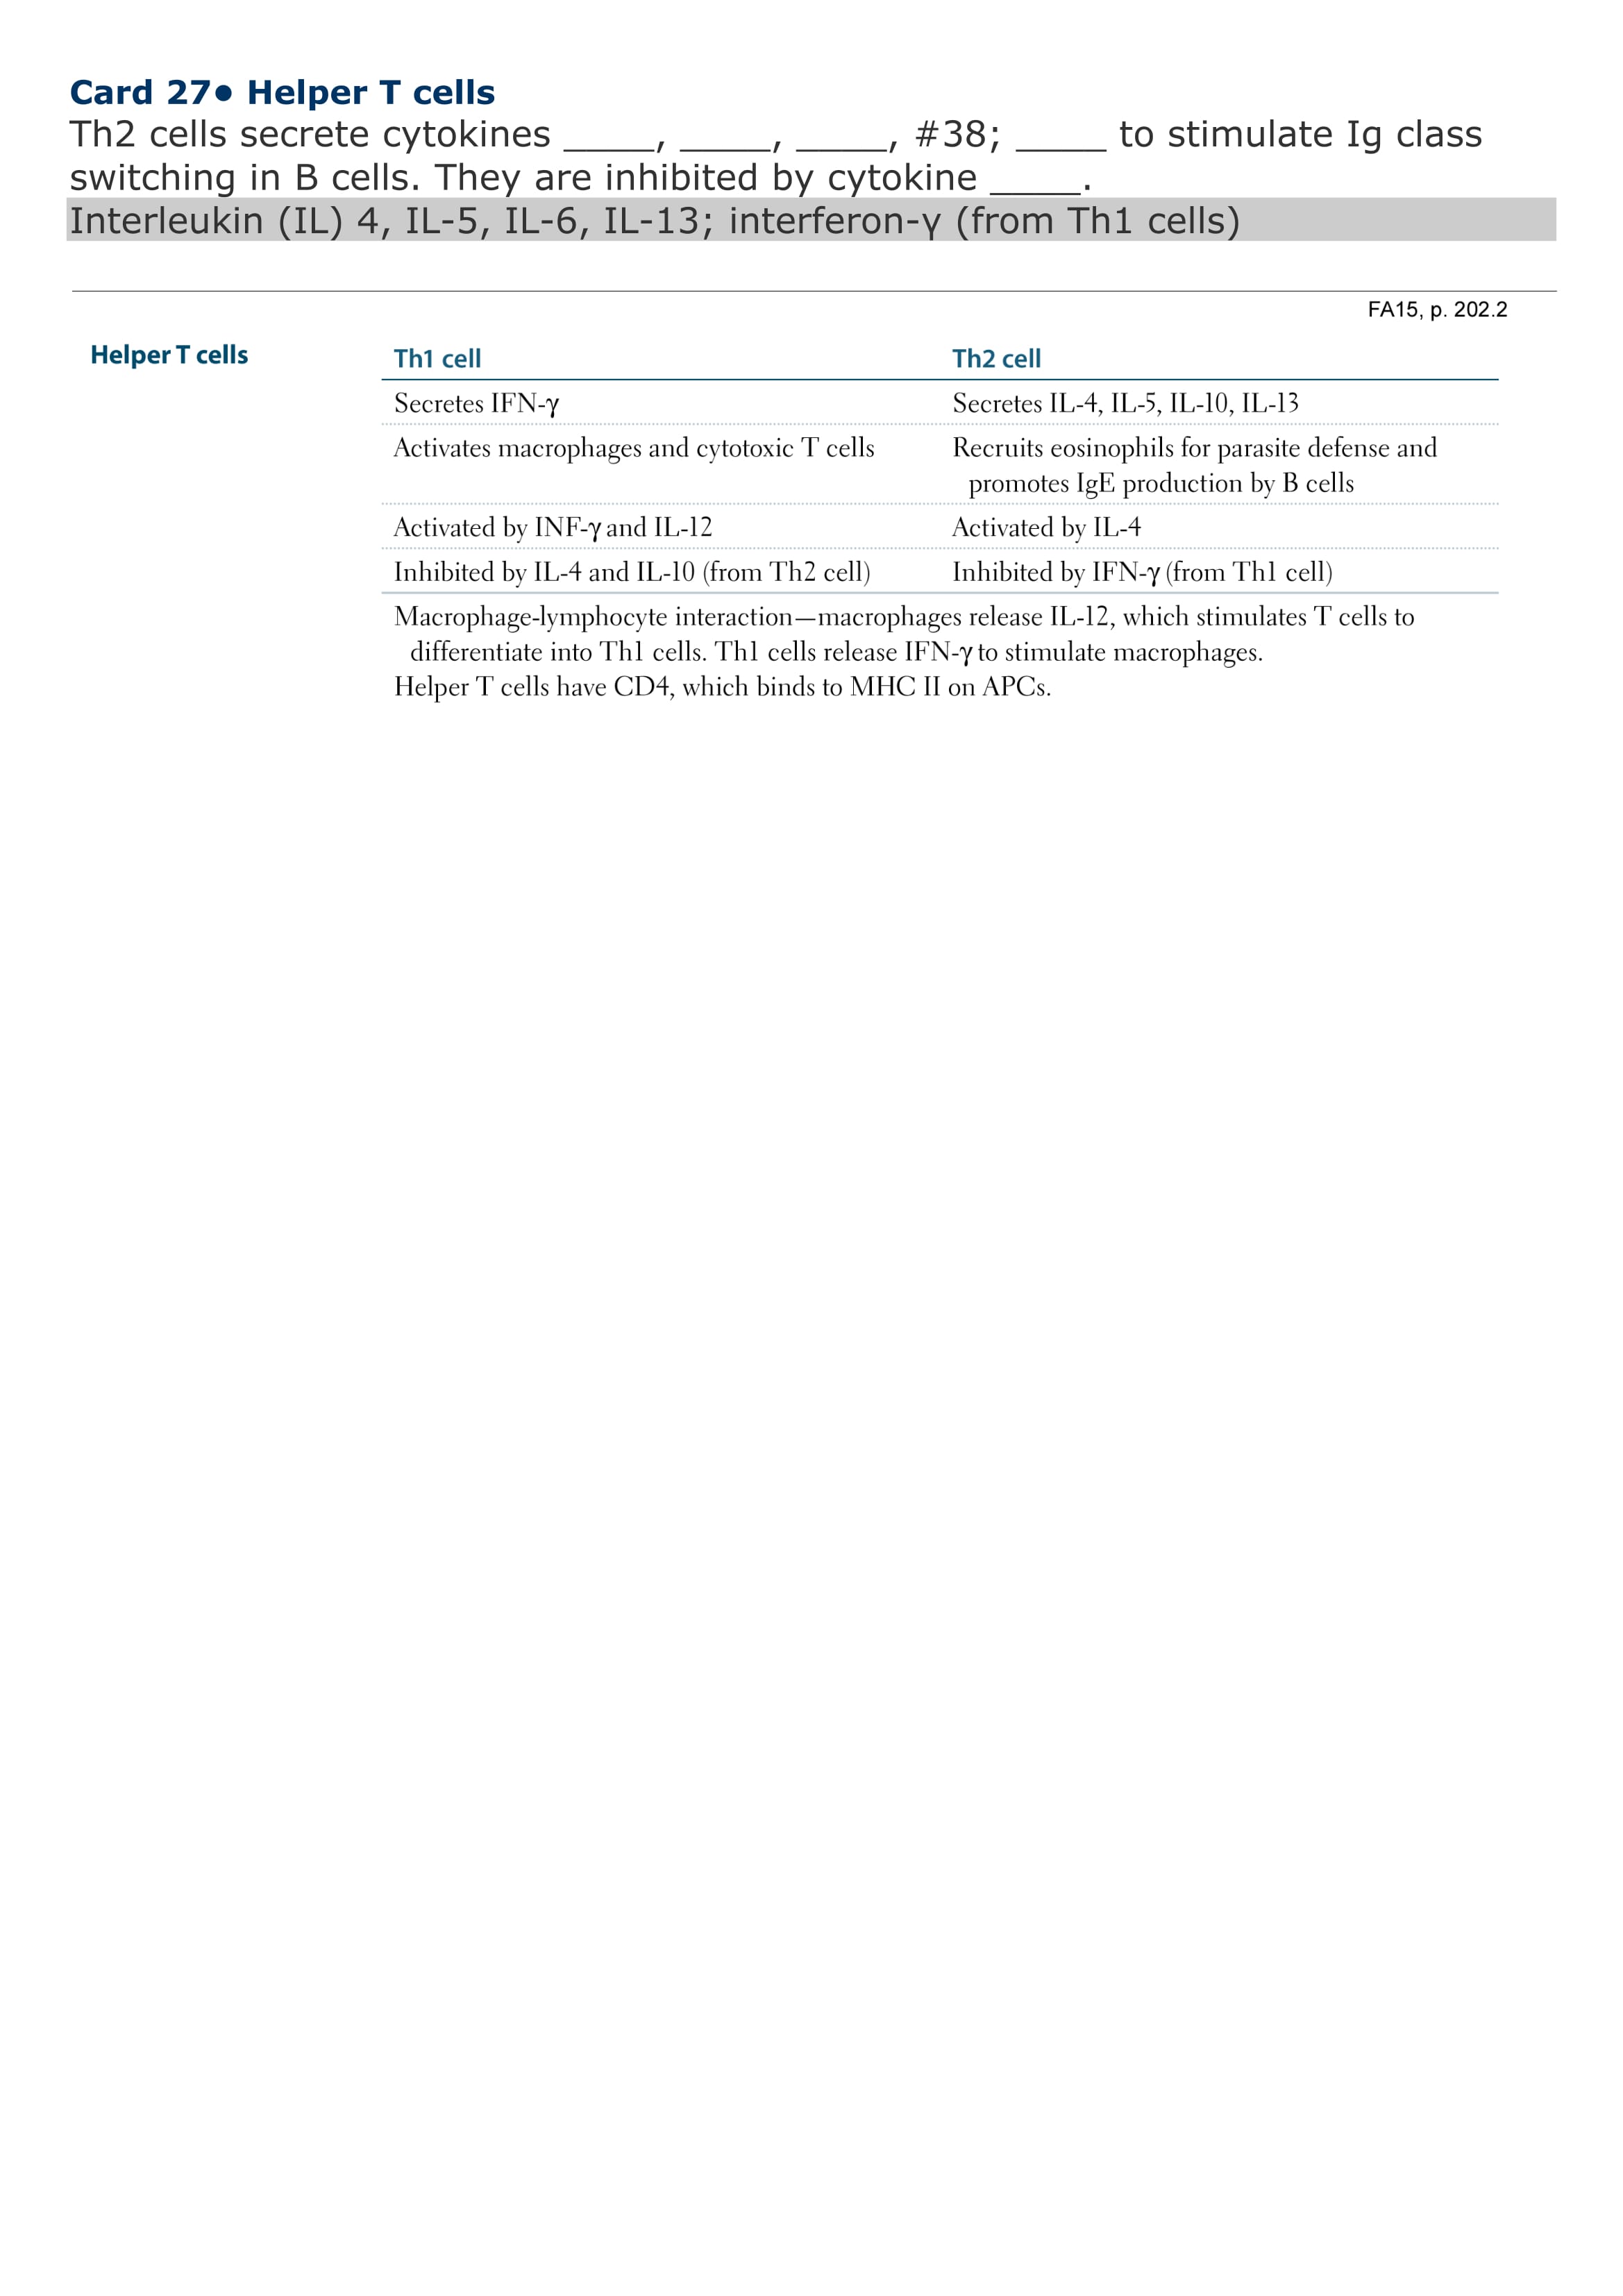 Card 27● Helper T cells
Th2 cells secrete cytokines ____, ____, ____, #38; ____ to stimulate Ig class
switching in B cells. They are inhibited by cytokine ____.
Interleukin (IL) 4, IL-5, IL-6, IL-13; interferon-γ (from Th1 cells)
FA15, p. 202.2
Helper T cells
Th1 cell Th2 cell
Secretes IFN-γ Secretes IL-4, IL-5, IL-10, IL-13
Activates macrophages and cytotoxic T cells Recruits eosinophils for parasite defense and
promotes IgE production by B cells
Activated by INF-γ and IL-12 Activated by IL-4
Inhibited by IL-4 and IL-10 (from Th2 cell) Inhibited by IFN-γ (from Th1 cell)
Macrophage-lymphocyte interaction—macrophages release IL-12, which stimulates T cells to
differentiate into Th1 cells. Th1 cells release IFN-γ to stimulate macrophages.
Helper T cells have CD4, which binds to MHC II on APCs.